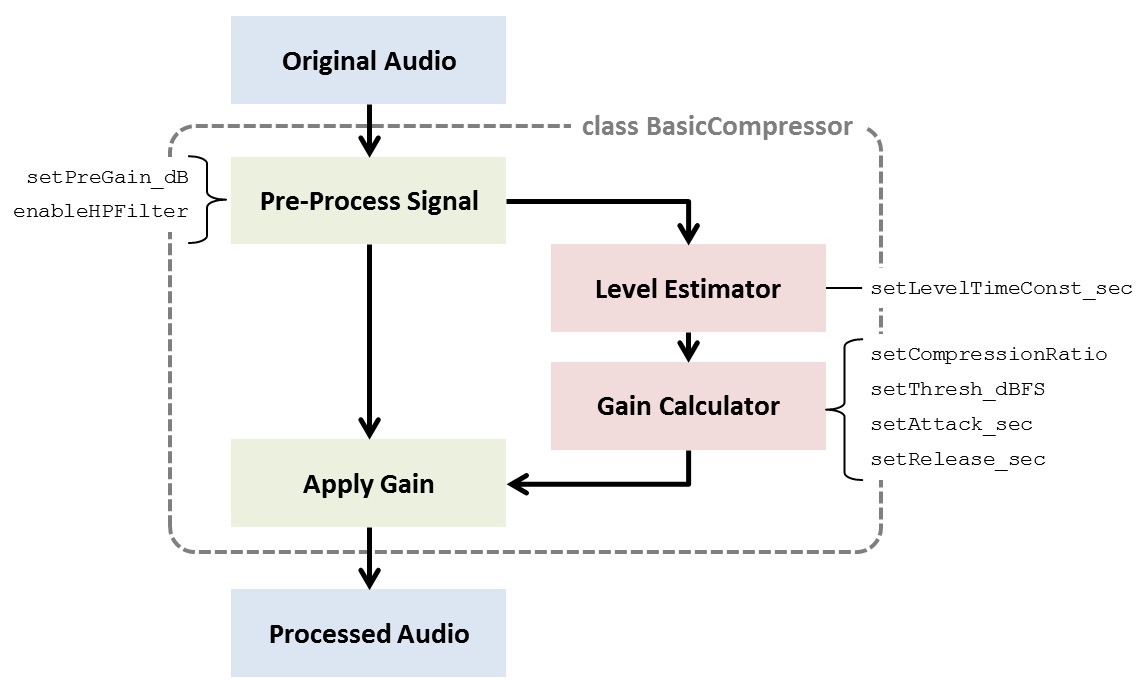 Original Audio
class BasicCompressor
setPreGain_dB
enableHPFilter
Pre-Process Signal
Level Estimator
setLevelTimeConst_sec
Gain Calculator
setCompressionRatio
setThresh_dBFS
setAttack_sec
setRelease_sec
Apply Gain
Processed Audio